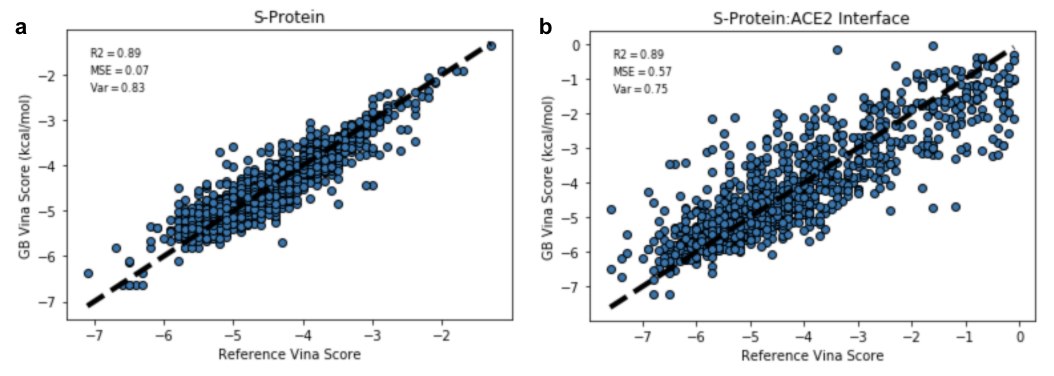 a
S-Protein
R2 = 0.89
MSE = 0.07
Var = 0.83
GB Vina Score (kcal/mol)
−2
−3
−4
−5
−6
−7
−7 −6 −5 −4 −3 −2
Reference Vina Score
b
S-Protein:ACE2 Interface
R2 = 0.89
MSE = 0.57
Var = 0.75
GB Vina Score (kcal/mol)
0
−1
−2
−3
−4
−5
−6
−7
−7 −6 −5 −4 −3 −2 −1 0
Reference Vina Score